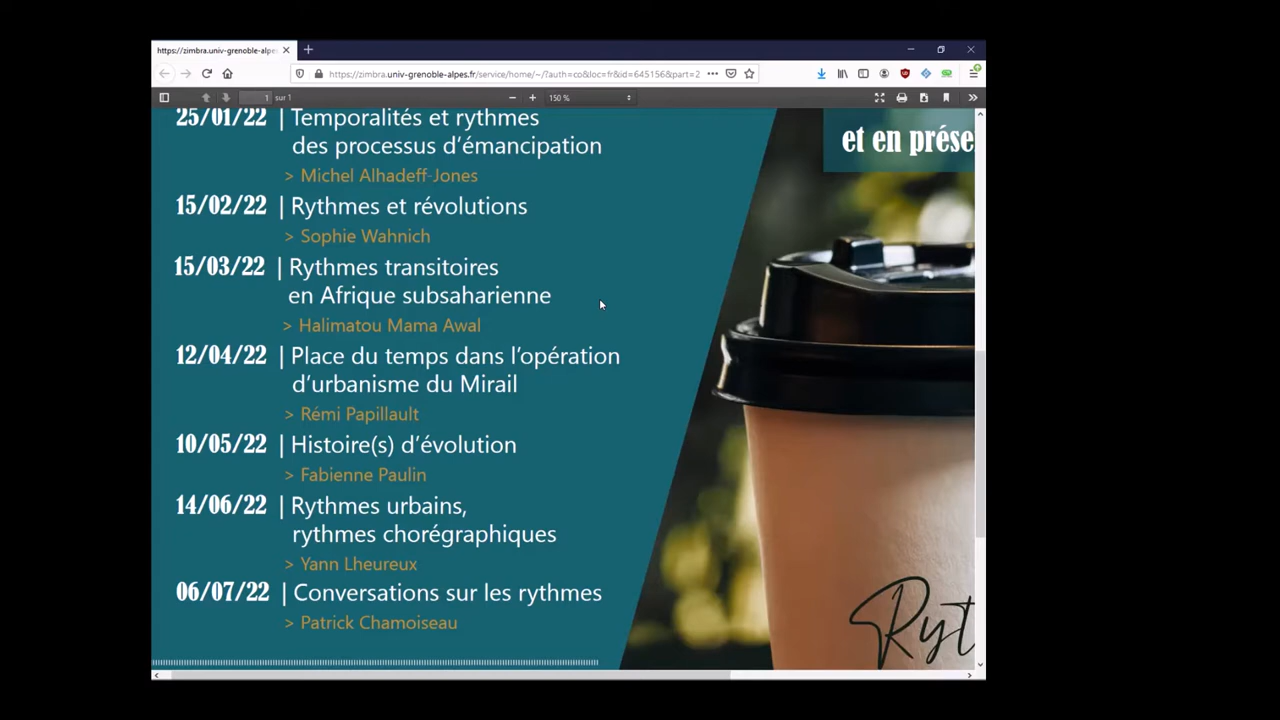 https://zimbra.univ-grenoble-alpe
https://zimbra.univ-grenoble-alpes.fr/service/home/~/?auth=co&loc=fr&id=645156&part=2
1 sur 1
150 %
25/01/22 | Temporalités et rythmes
des processus d’émancipation
> Michel Alhadeff-Jones
et en prése
15/02/22 | Rythmes et révolutions
> Sophie Wahnich
15/03/22 | Rythmes transitoires
en Afrique subsaharienne
> Halimatou Mama Awal
12/04/22 | Place du temps dans l’opération
d’urbanisme du Mirail
> Rémi Papillault
10/05/22 | Histoire(s) d’évolution
> Fabienne Paulin
14/06/22 | Rythmes urbains,
rythmes chorégraphiques
> Yann Lheureux
06/07/22 | Conversations sur les rythmes
> Patrick Chamoiseau
Ryt